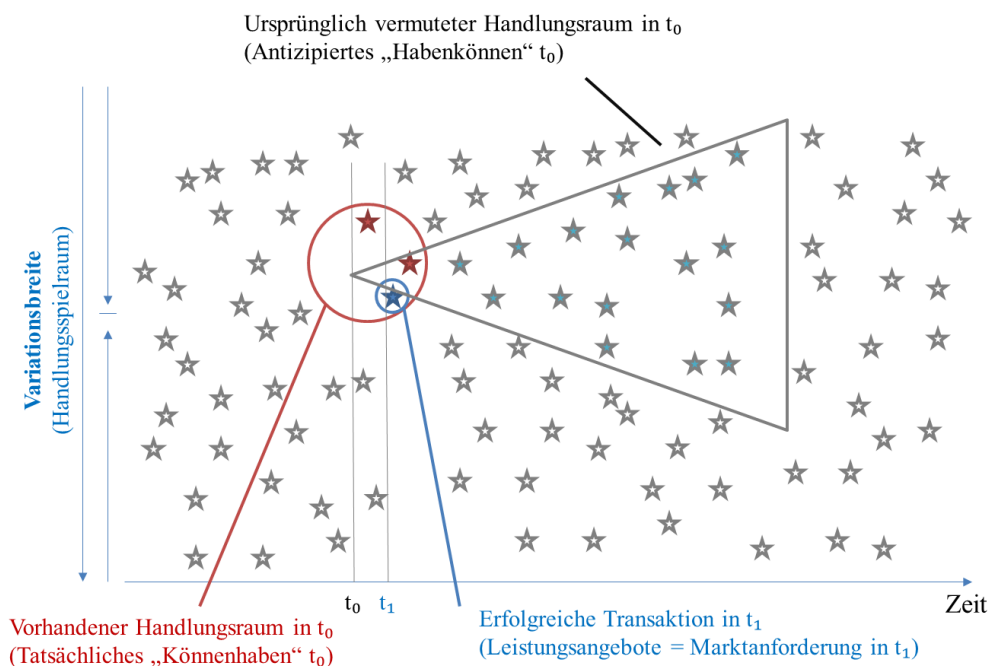 Ursprünglich vermuteter Handlungsraum in t₀
(Antizipiertes „Habenkönnen“ t₀)
Variationsbreite
(Handlungsspielraum)
t₀
t₁
Zeit
Vorhandener Handlungsraum in t₀
(Tatsächliches „Könnenhaben“ t₀)
Erfolgreiche Transaktion in t₁
(Leistungsangebote = Marktanforderung in t₁)